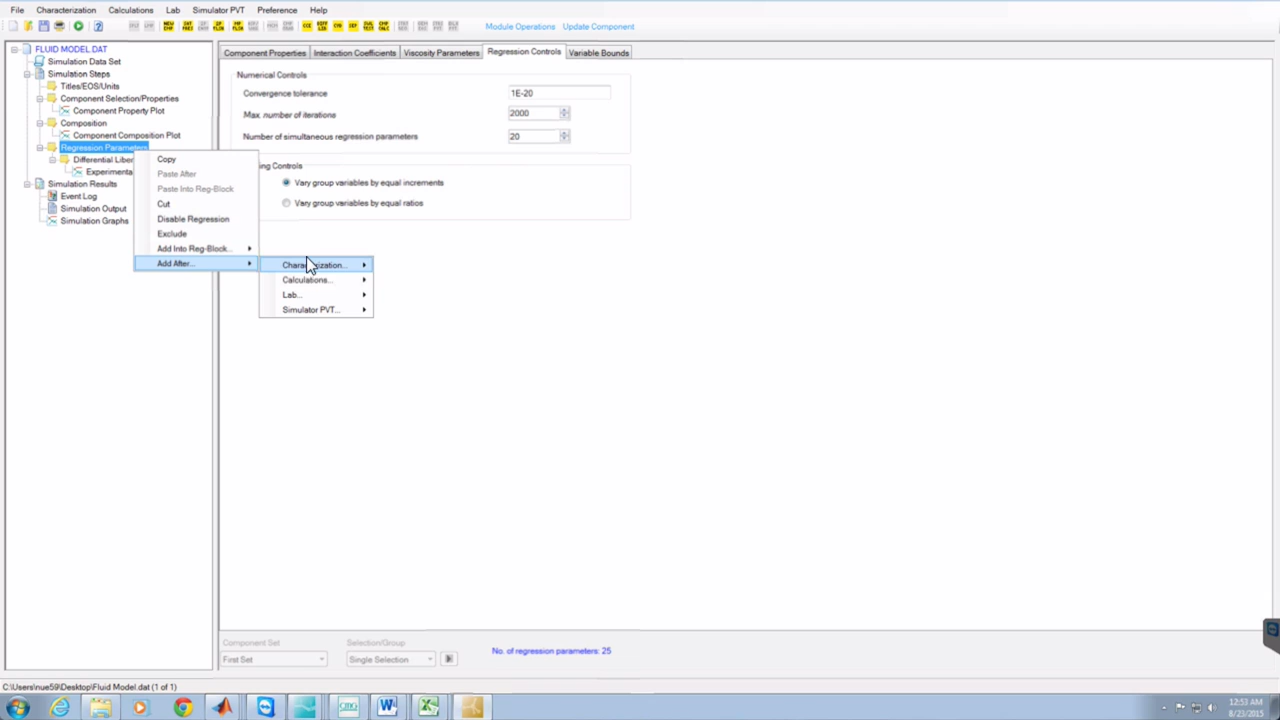 File Characterization Calculations Lab Simulator PVT Preference Help
Module Operations Update Component
FLUID MODEL.DAT
Simulation Data Set
Simulation Steps
Titles/EOS/Units
Component Selection/Properties
Component Property Plot
Composition
Component Composition Plot
Regression Parameters
Differential Liber
Experimenta
Simulation Results
Event Log
Simulation Output
Simulation Graphs
Copy
Paste After
Paste Into Reg-Block
Cut
Disable Regression
Exclude
Add Into Reg-Block...
Add After...
Characterization...
Calculations...
Lab...
Simulator PVT...
Component Properties Interaction Coefficients Viscosity Parameters Regression Controls Variable Bounds
Numerical Controls
Convergence tolerance 1E-20
Max. number of iterations 2000
Number of simultaneous regression parameters 20
ing Controls
Vary group variables by equal increments
Vary group variables by equal ratios
Component Set Selection/Group
First Set Single Selection
No. of regression parameters: 25
C:\Users\nue59\Desktop\Fluid Model.dat (1 of 1)
12:53 AM
8/23/2015